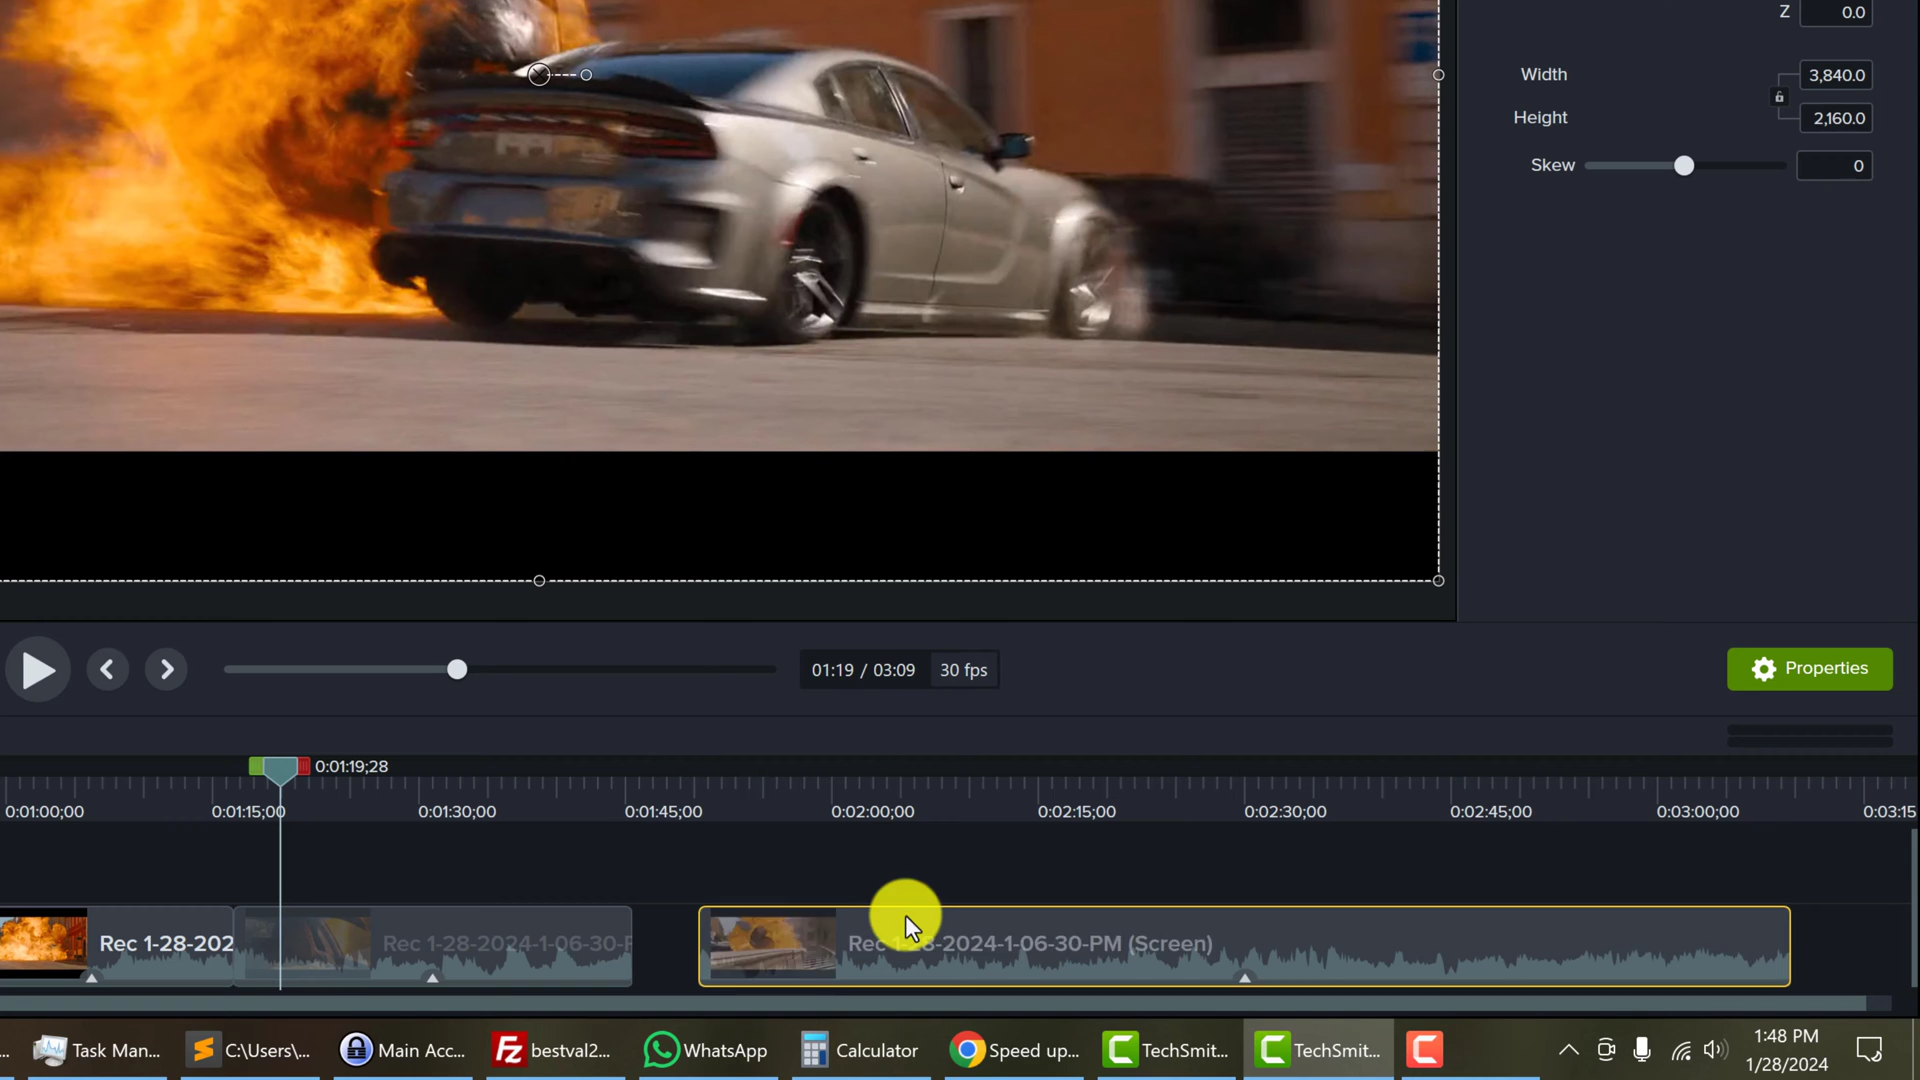 Z 0.0
Width 3,840.0
Height 2,160.0
Skew 0
01:19 / 03:09 30 fps
Properties
0:01:19;28
0:01:00;00 0:01:15;00 0:01:30;00 0:01:45;00 0:02:00;00 0:02:15;00 0:02:30;00 0:02:45;00 0:03:00;00 0:03:15
Rec 1-28-202 Rec 1-28-2024-1-06-30-F Rec 1-28-2024-1-06-30-PM (Screen)
... Task Man... C:\Users\... Main Acc... bestval2... WhatsApp Calculator Speed up... TechSmit... TechSmit... 1:48 PM
1/28/2024